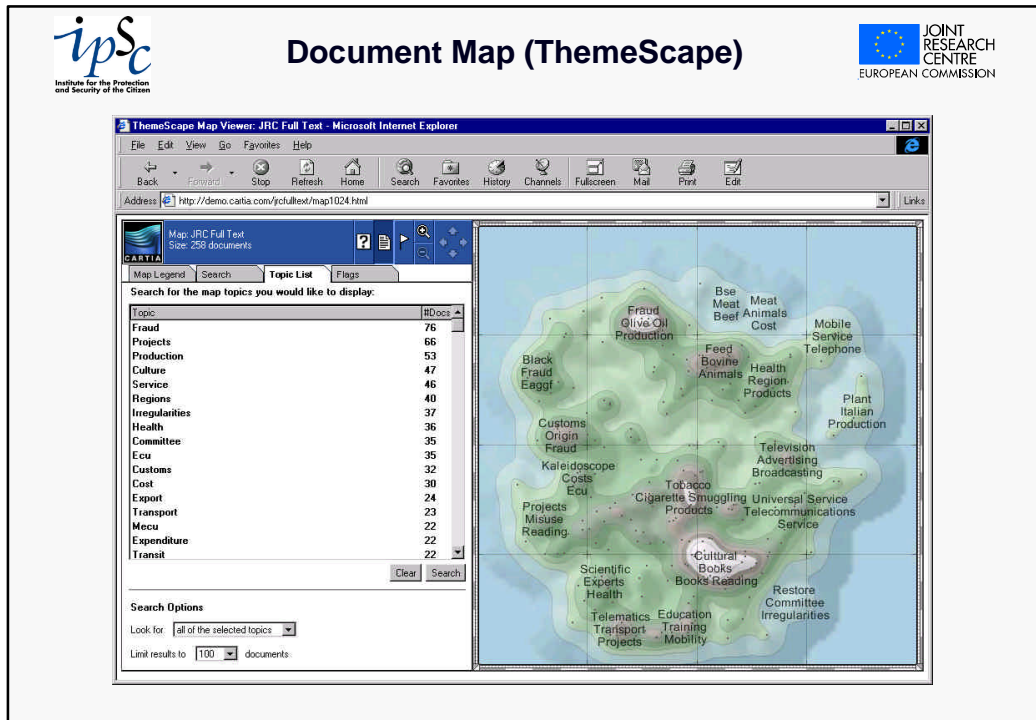 ipSc
Institute for the Protection
and Security of the Citizen
Document Map (ThemeScape)
JOINT
RESEARCH
CENTRE
EUROPEAN COMMISSION
ThemeScape Map Viewer: JRC Full Text - Microsoft Internet Explorer
File Edit View Go Favorites Help
Back Forward Stop Refresh Home Search Favorites History Channels Fullscreen Mail Print Edit
Address http://demo.cartia.com/jrcfulltext/map1024.html Links
CARTIA
Map: JRC Full Text
Size: 258 documents
?
Map Legend Search Topic List Flags
Search for the map topics you would like to display:
Topic #Docs
Fraud 76
Projects 66
Production 53
Culture 47
Service 46
Regions 40
Irregularities 37
Health 36
Committee 35
Ecu 35
Customs 32
Cost 30
Export 24
Transport 23
Mecu 22
Expenditure 22
Transit 22
Clear Search
Search Options
Look for all of the selected topics
Limit results to 100 documents
Fraud
Olive Oil
Production
Bse
Meat
Beef
Meat
Animals
Cost
Mobile
Service
Telephone
Black
Fraud
Eaggf
Feed
Bovine
Animals
Health
Region
Products
Plant
Italian
Production
Customs
Origin
Fraud
Television
Advertising
Broadcasting
Kaleidoscope
Costs
Ecu
Tobacco
Cigarette Smuggling
Products
Universal Service
Telecommunications
Service
Projects
Misuse
Reading
Cultural
Books
Books Reading
Scientific
Experts
Health
Restore
Committee
Irregularities
Telematics
Transport
Projects
Education
Training
Mobility